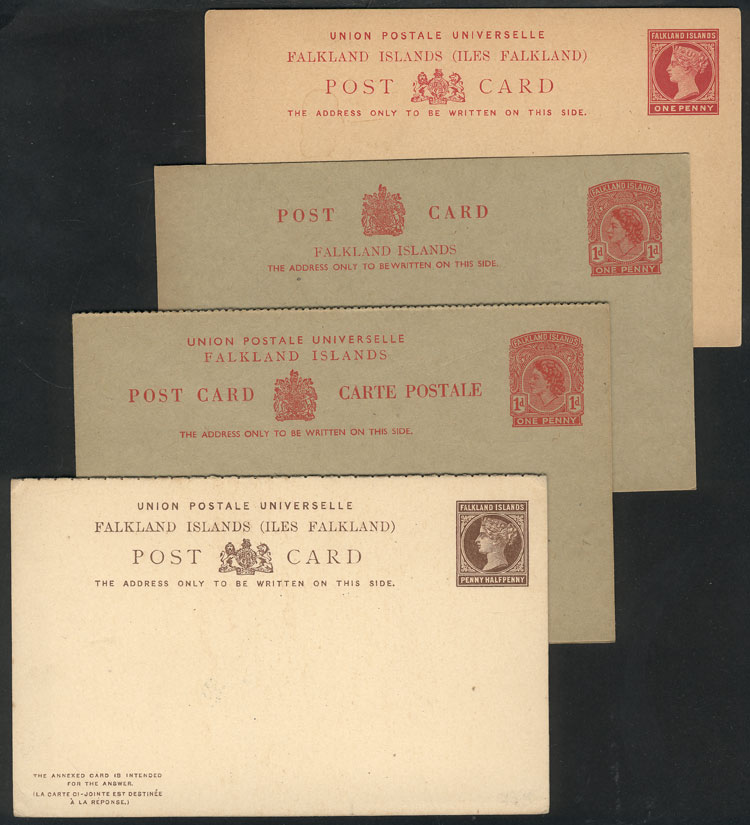 UNION POSTALE UNIVERSELLE
FALKLAND ISLANDS (ILES FALKLAND)
POST CARD
THE ADDRESS ONLY TO BE WRITTEN ON THIS SIDE.
FALKLAND ISLANDS
ONE PENNY
POST CARD
FALKLAND ISLANDS
THE ADDRESS ONLY TO BE WRITTEN ON THIS SIDE.
FALKLAND ISLANDS
1d 1d
ONE PENNY
UNION POSTALE UNIVERSELLE
FALKLAND ISLANDS
POST CARD CARTE POSTALE
THE ADDRESS ONLY TO BE WRITTEN ON THIS SIDE.
FALKLAND ISLANDS
1d 1d
ONE PENNY
UNION POSTALE UNIVERSELLE
FALKLAND ISLANDS (ILES FALKLAND)
POST CARD
THE ADDRESS ONLY TO BE WRITTEN ON THIS SIDE.
FALKLAND ISLANDS
PENNY HALFPENNY
THE ANNEXED CARD IS INTENDED
FOR THE ANSWER.
(LA CARTE CI-JOINTE EST DESTINÉE
À LA RÉPONSE.)